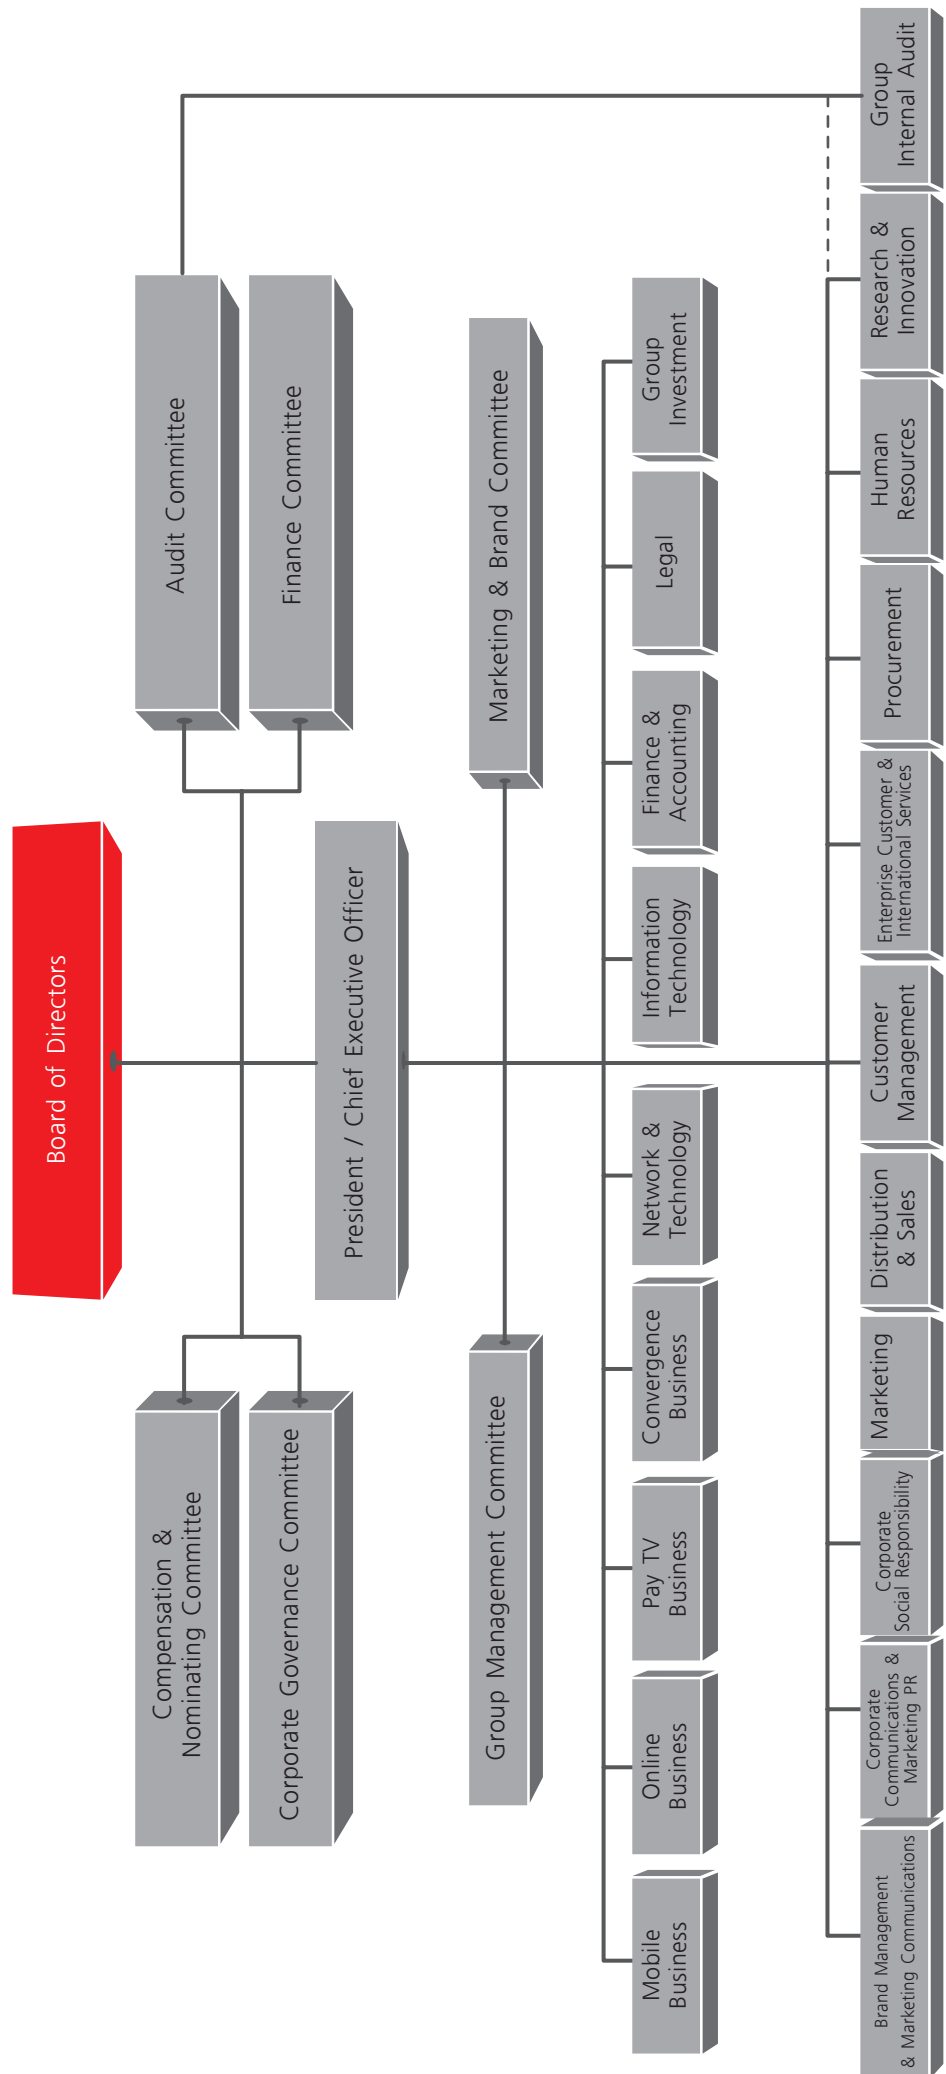 Board of Directors
Compensation &
Nominating Committee
Audit Committee
Corporate Governance Committee
Finance Committee
President / Chief Executive Officer
Group Management Committee
Marketing & Brand Committee
Mobile
Business
Online
Business
Pay TV
Business
Convergence
Business
Network &
Technology
Information
Technology
Finance &
Accounting
Legal
Group
Investment
Brand Management
& Marketing Communications
Corporate
Communications &
Marketing PR
Corporate
Social Responsibility
Marketing
Distribution
& Sales
Customer
Management
Enterprise Customer &
International Services
Procurement
Human
Resources
Research &
Innovation
Group
Internal Audit